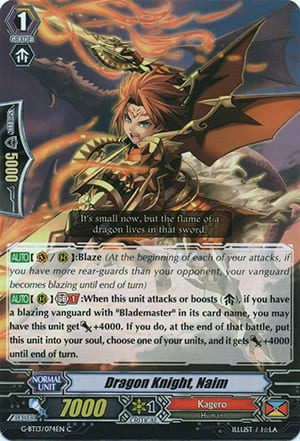 1
GRADE
SHIELD
5000
It's small now, but the flame of a
dragon lives in that sword.
AUTO [ / ]:Blaze (At the beginning of each of your attacks, if
you have more rear-guards than your opponent, your vanguard
becomes blazing until end of turn)
AUTO [ ] [ 1]:When this unit attacks or boosts ( ), if you have
a blazing vanguard with "Blademaster" in its card name, you may
have this unit get +4000. If you do, at the end of that battle, put
this unit into your soul, choose one of your units, and it gets +4000
until end of turn.
NORMAL
UNIT
Dragon Knight, Naim
POWER
7000
1
CRITICAL
Kagero
Human
G-BT13/074EN C
ILLUST / HELA